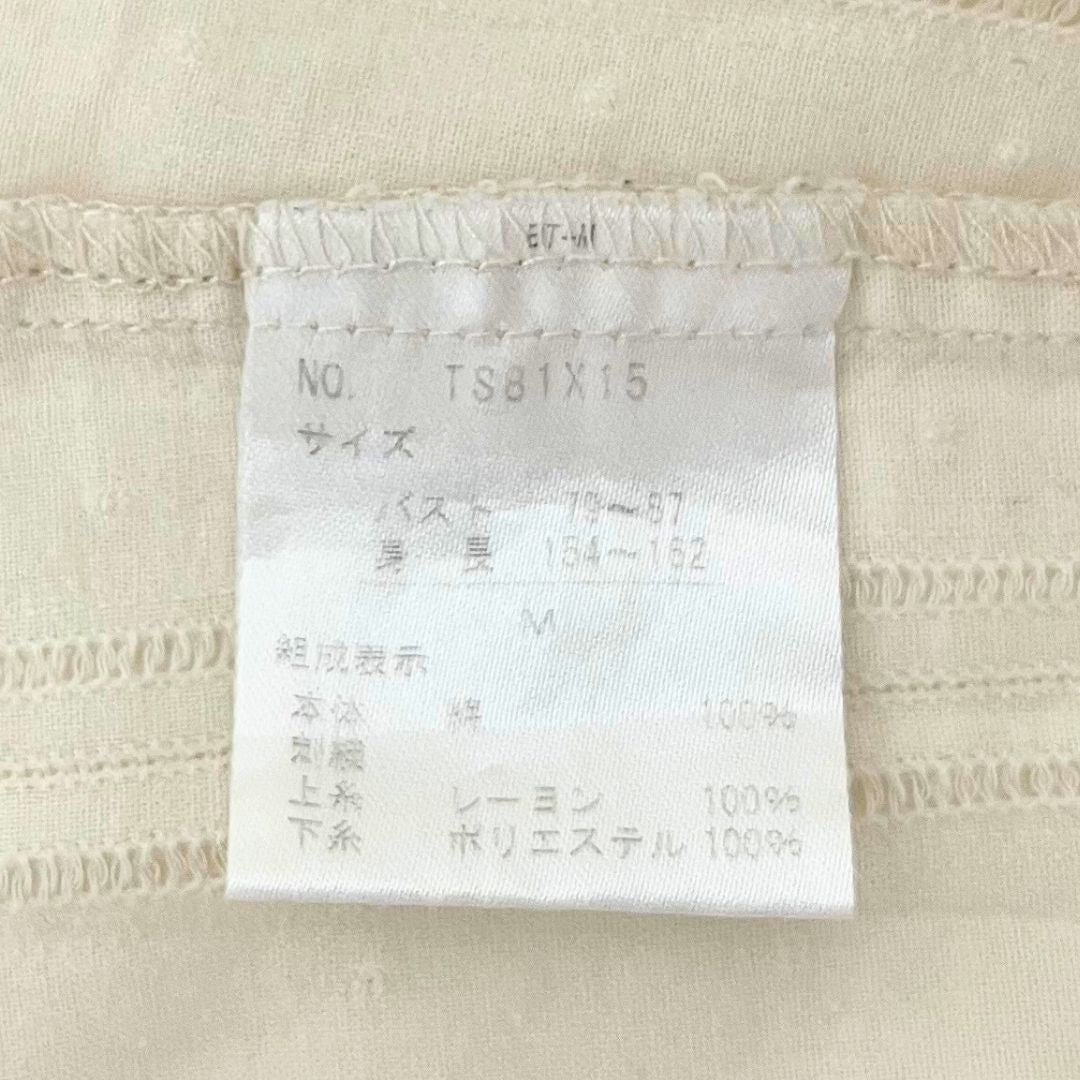 NO. TS81X15
サイズ
バスト 79〜87
身長 154〜162
M
組成表示
本体 綿 100%
刺繍
上糸 レーヨン 100%
下糸 ポリエステル 100%